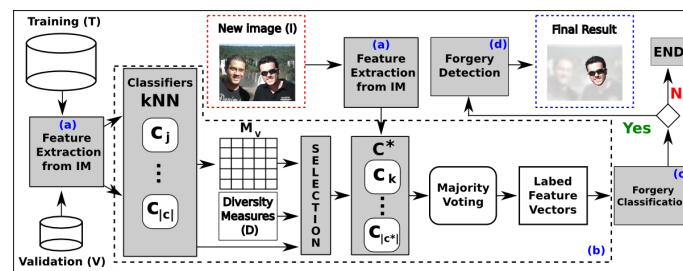 Training (T)
(a)
Feature
Extraction
from IM
Validation (V)
Classifiers
kNN
C j
⋮
C |c|
New image (I)
M v
Diversity
Measures
(D)
SELECTION
(a)
Feature
Extraction
from IM
C*
C k
⋮
C |c*|
Majority
Voting
Labed
Feature
Vectors
(b)
(d)
Forgery
Detection
Final Result
END
N
Yes
(c
Forgery
Classification